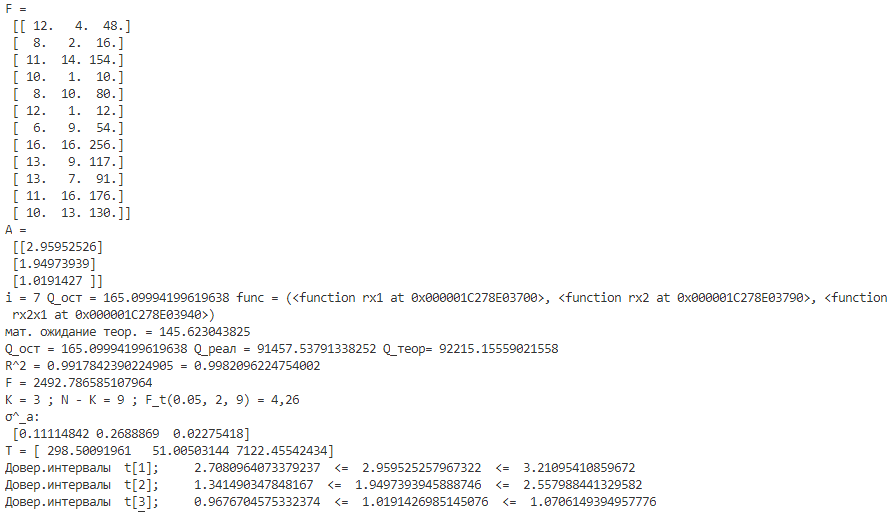 F =
[[ 12. 4. 48.]
[ 8. 2. 16.]
[ 11. 14. 154.]
[ 10. 1. 10.]
[ 8. 10. 80.]
[ 12. 1. 12.]
[ 6. 9. 54.]
[ 16. 16. 256.]
[ 13. 9. 117.]
[ 13. 7. 91.]
[ 11. 16. 176.]
[ 10. 13. 130.]]
A =
[[2.95952526]
[1.94973939]
[1.0191427 ]]
i = 7 Q_ост = 165.09994199619638 func = (<function rx1 at 0x000001C278E03700>, <function rx2 at 0x000001C278E03790>, <function
rx2x1 at 0x000001C278E03940>)
мат. ожидание теор. = 145.623043825
Q_ост = 165.09994199619638 Q_реал = 91457.53791338252 Q_теор= 92215.15559021558
R^2 = 0.9917842390224905 = 0.9982096224754002
F = 2492.786585107964
K = 3 ; N - K = 9 ; F_t(0.05, 2, 9) = 4,26
σ^_a:
[0.11114842 0.2688869 0.02275418]
T = [ 298.50091961 51.00503144 7122.45542434]
Довер.интервалы t[1]; 2.7080964073379237 <= 2.959525257967322 <= 3.21095410859672
Довер.интервалы t[2]; 1.341490347848167 <= 1.9497393945888746 <= 2.557988441329582
Довер.интервалы t[3]; 0.9676704575332374 <= 1.0191426985145076 <= 1.0706149394957776